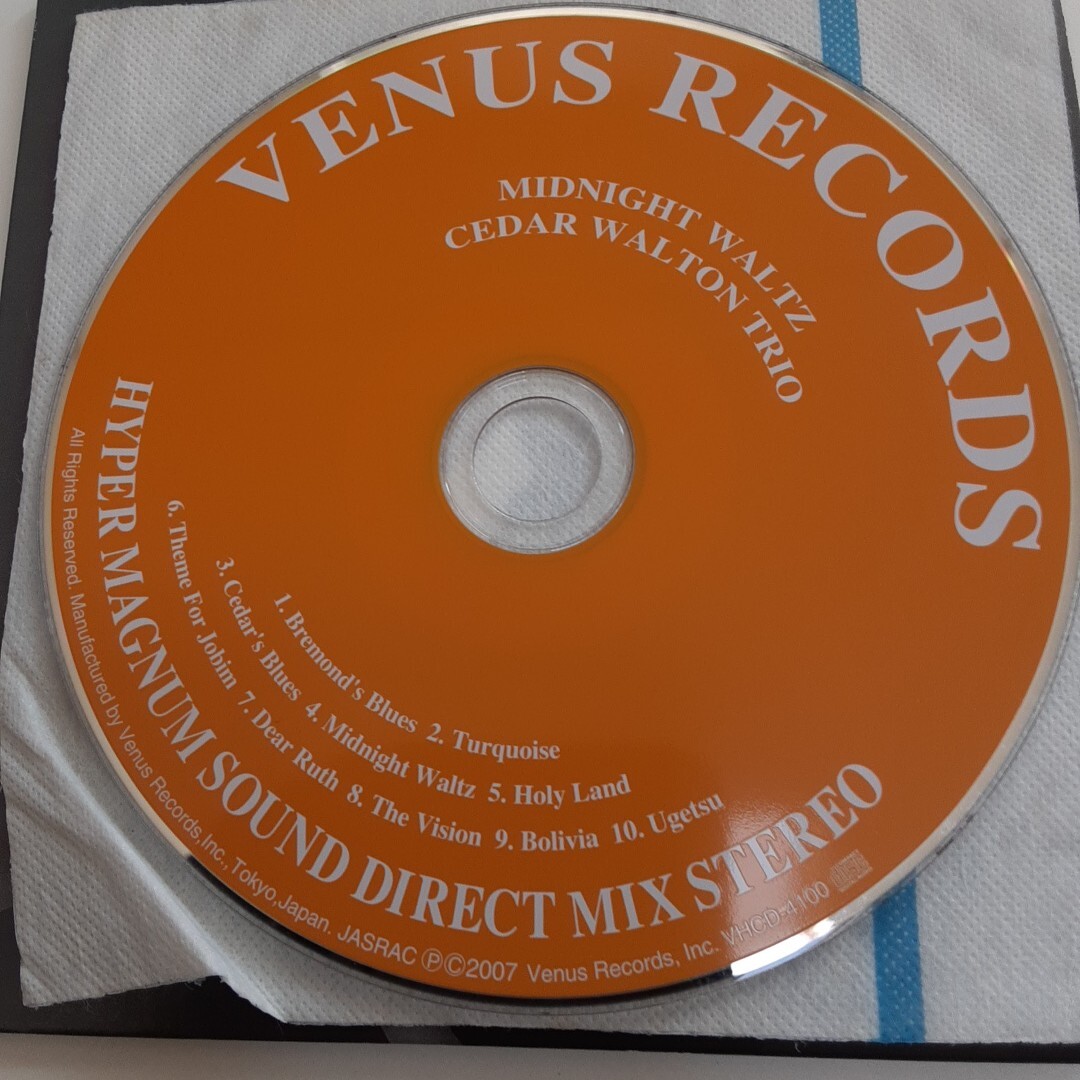 VENUS RECORDS
MIDNIGHT WALTZ
CEDAR WALTON TRIO
1. Bremond's Blues 2. Turquoise
3. Cedar's Blues 4. Midnight Waltz 5. Holy Land
6. Theme For Jobim 7. Dear Ruth 8. The Vision 9. Bolivia 10. Ugetsu
HYPER MAGNUM SOUND DIRECT MIX STEREO
All Rights Reserved. Manufactured by Venus Records,Inc., Tokyo,Japan. JASRAC ℗©2007 Venus Records, Inc. VHCD-4100